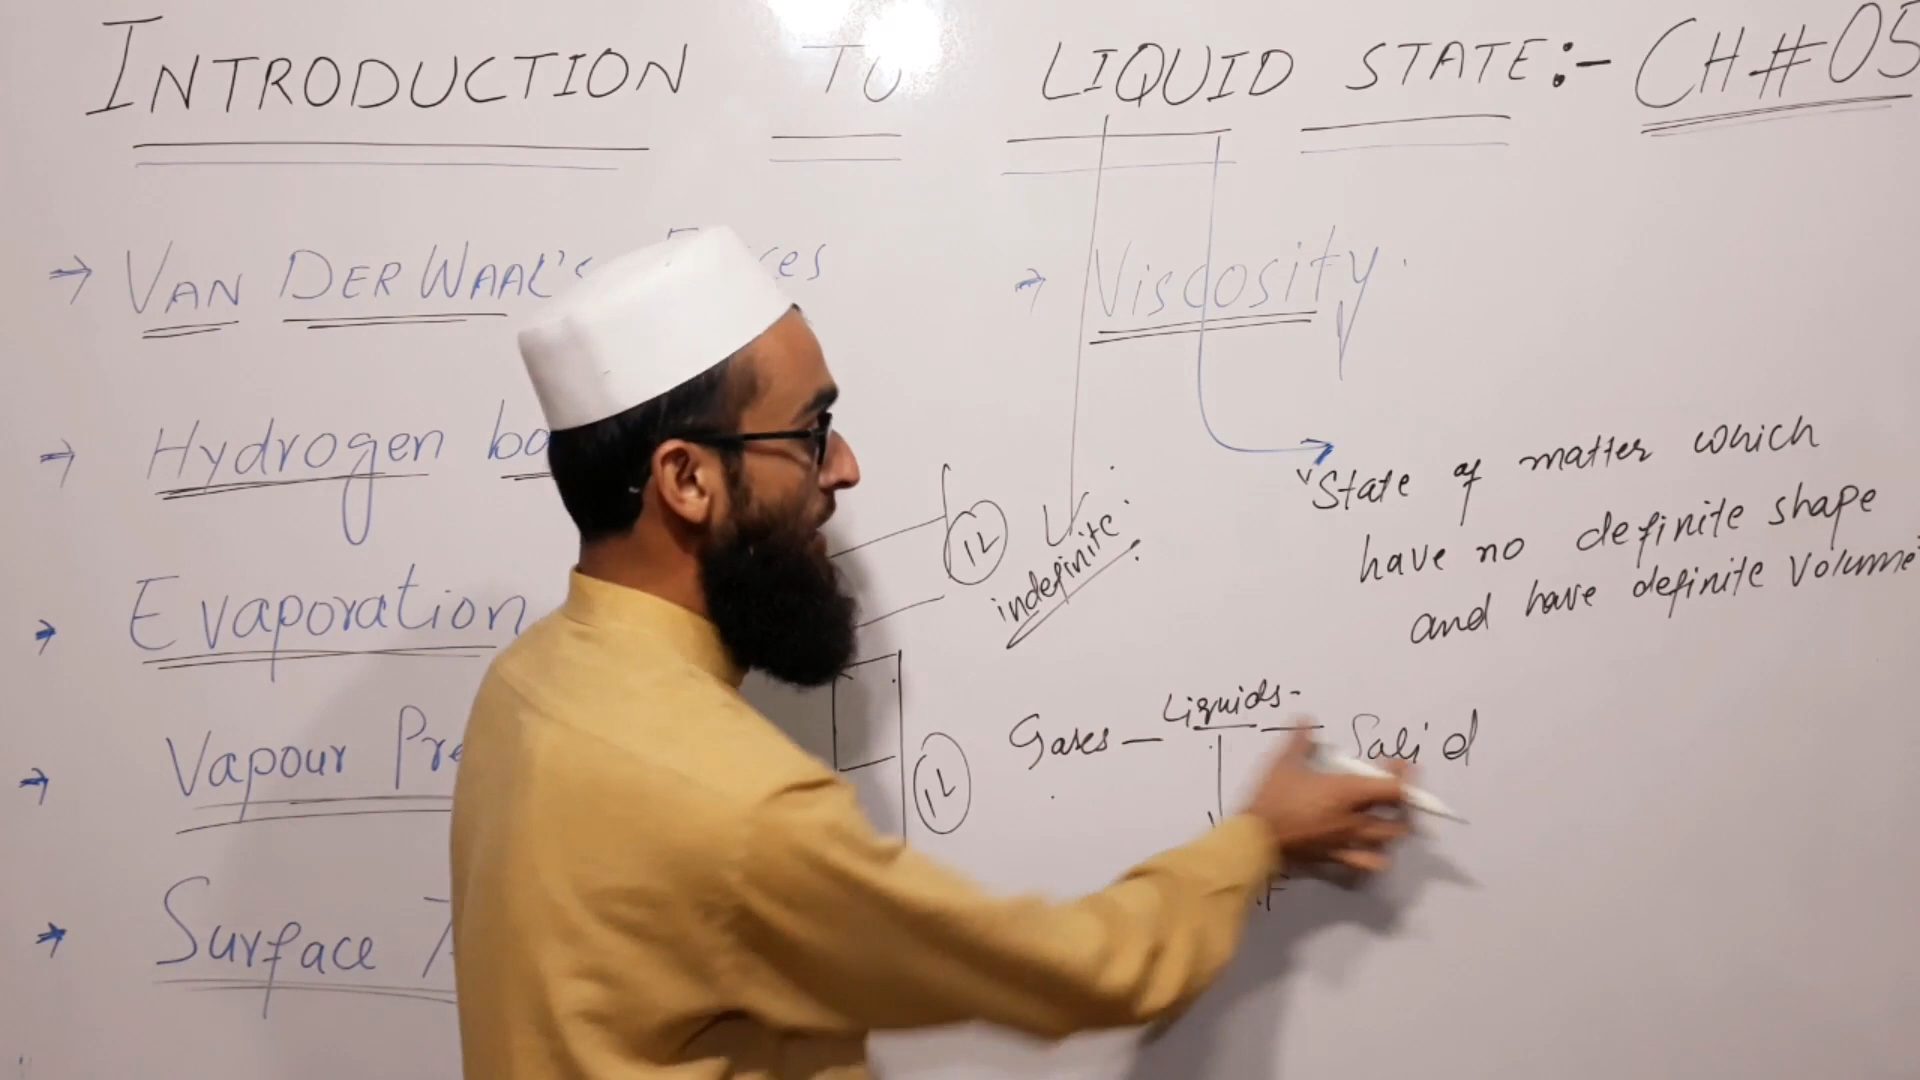 INTRODUCTION TO LIQUID STATE:- CH#05
→ VAN DER WAAL'S
→ Viscosity.
→ Hydrogen
"State of matter which
have no definite shape
and have definite volume"
1L
indefinite.
→ Evaporation
Gases — Liquids - — Solid
→ Vapour
1L
→ Surface